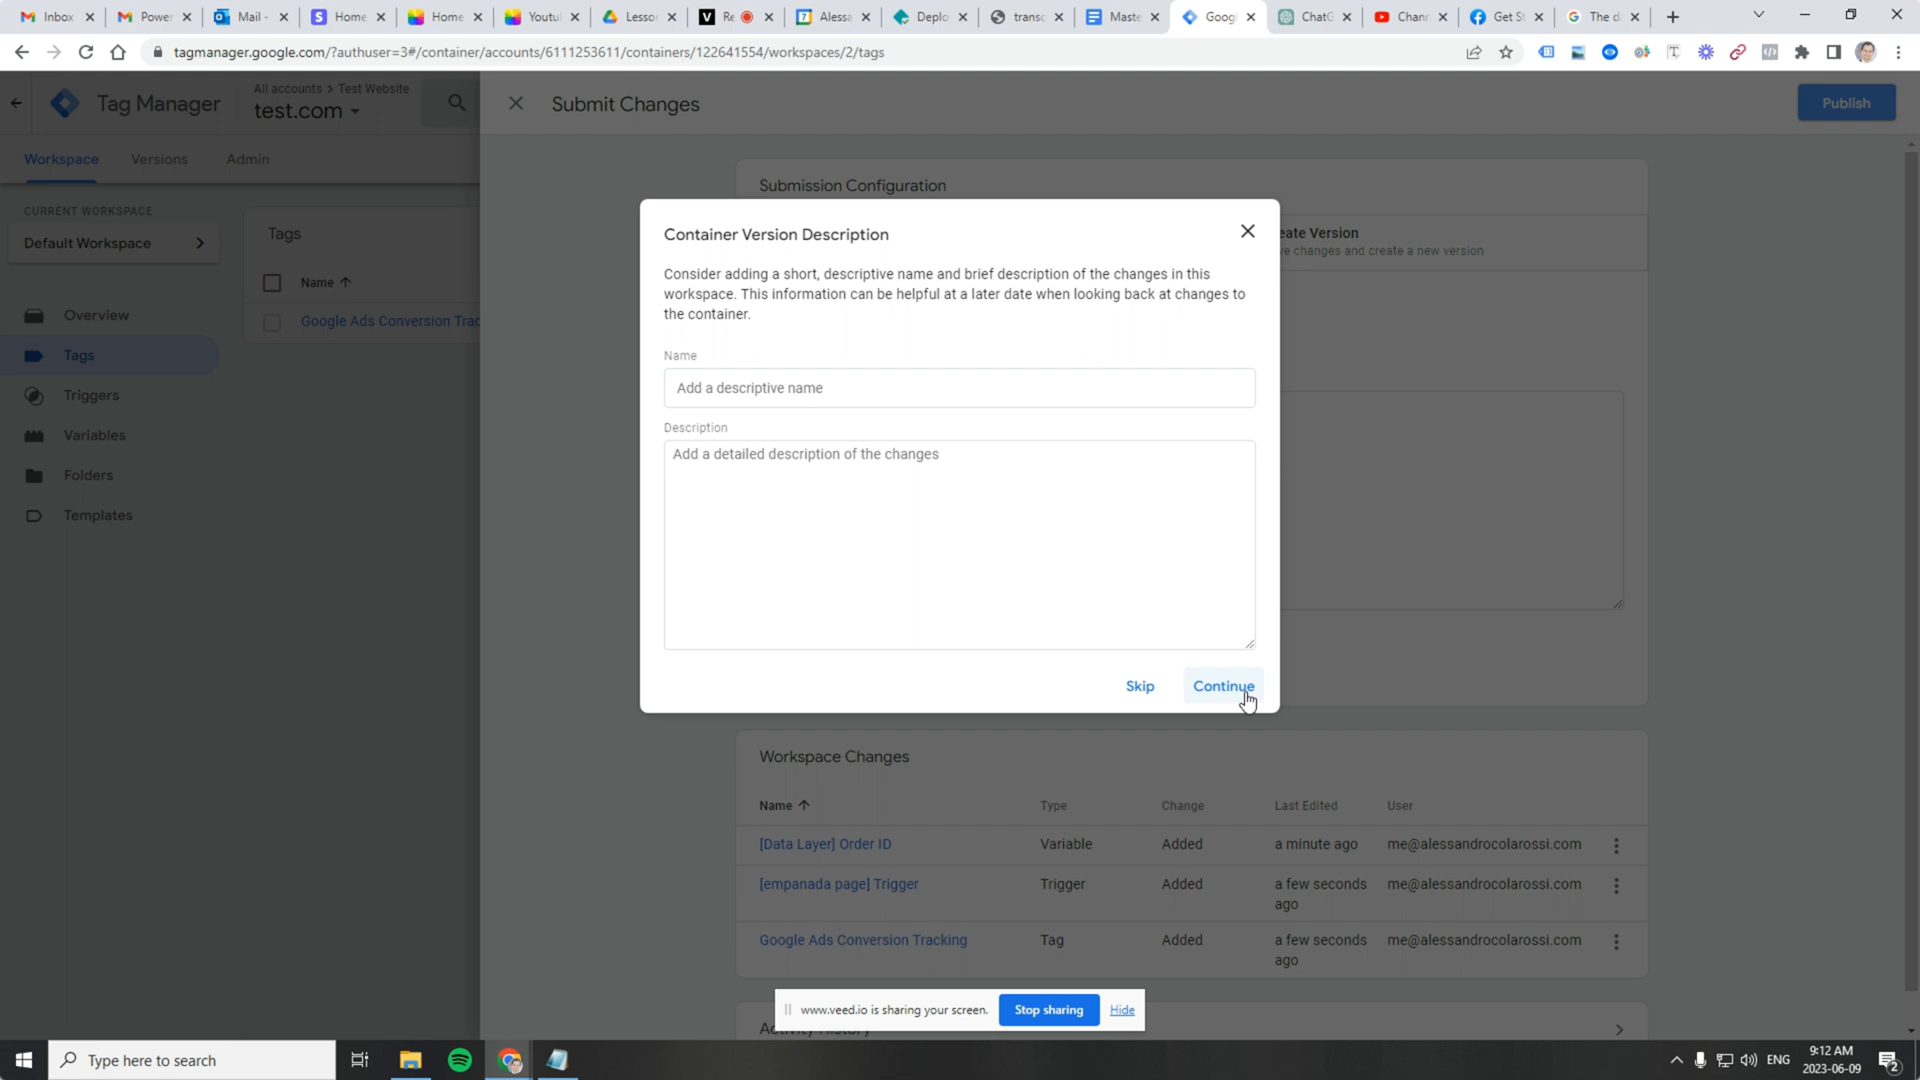 Inbox
Power
Mail -
Home
Home
Youtu
Lesson
Re
Alessa
Deplo
transc
Maste
Googl
ChatG
Chann
Get St
The d
tagmanager.google.com/?authuser=3#/container/accounts/6111253611/containers/122641554/workspaces/2/tags
Tag Manager
All accounts > Test Website
test.com
Submit Changes
Publish
Workspace
Versions
Admin
Submission Configuration
CURRENT WORKSPACE
Default Workspace
Tags
Name
Google Ads Conversion Trac
Overview
Tags
Triggers
Variables
Folders
Templates
eate Version
ve changes and create a new version
Container Version Description
Consider adding a short, descriptive name and brief description of the changes in this
workspace. This information can be helpful at a later date when looking back at changes to
the container.
Name
Add a descriptive name
Description
Add a detailed description of the changes
Skip
Continue
Workspace Changes
Name
Type
Change
Last Edited
User
[Data Layer] Order ID
Variable
Added
a minute ago
me@alessandrocolarossi.com
[empanada page] Trigger
Trigger
Added
a few seconds
ago
me@alessandrocolarossi.com
Google Ads Conversion Tracking
Tag
Added
a few seconds
ago
me@alessandrocolarossi.com
Activity History
www.veed.io is sharing your screen.
Stop sharing
Hide
Type here to search
ENG
9:12 AM
2023-06-09
2